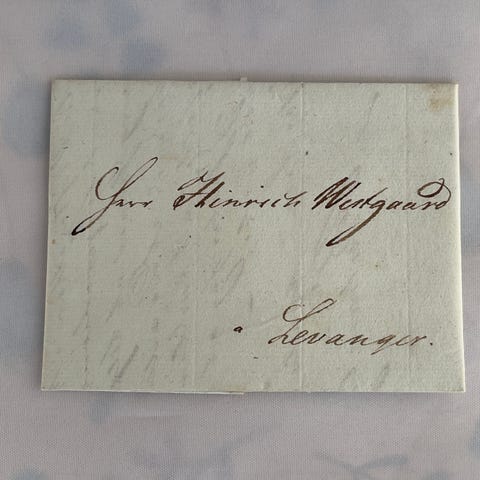 Herr Hinrich Westgaard
a Levanger.